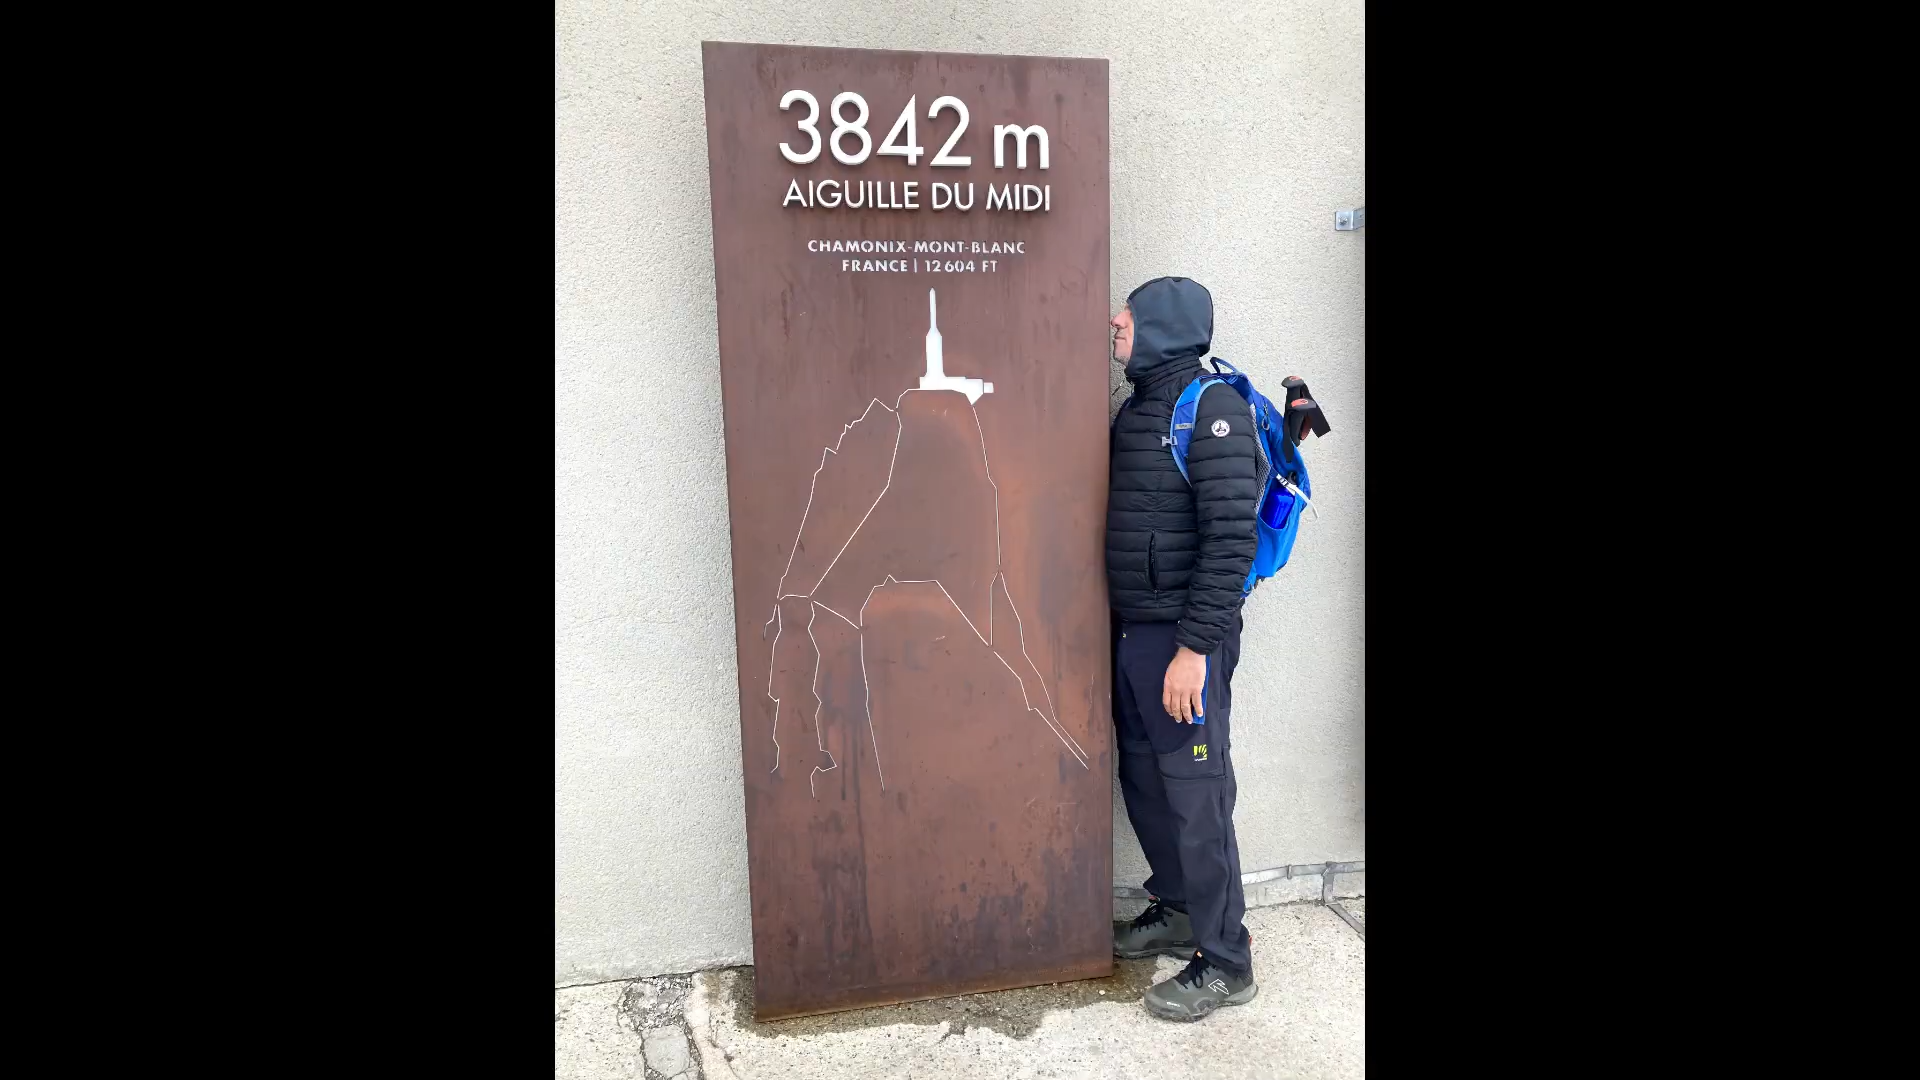 3842 m
AIGUILLE DU MIDI
CHAMONIX-MONT-BLANC
FRANCE | 12 604 FT